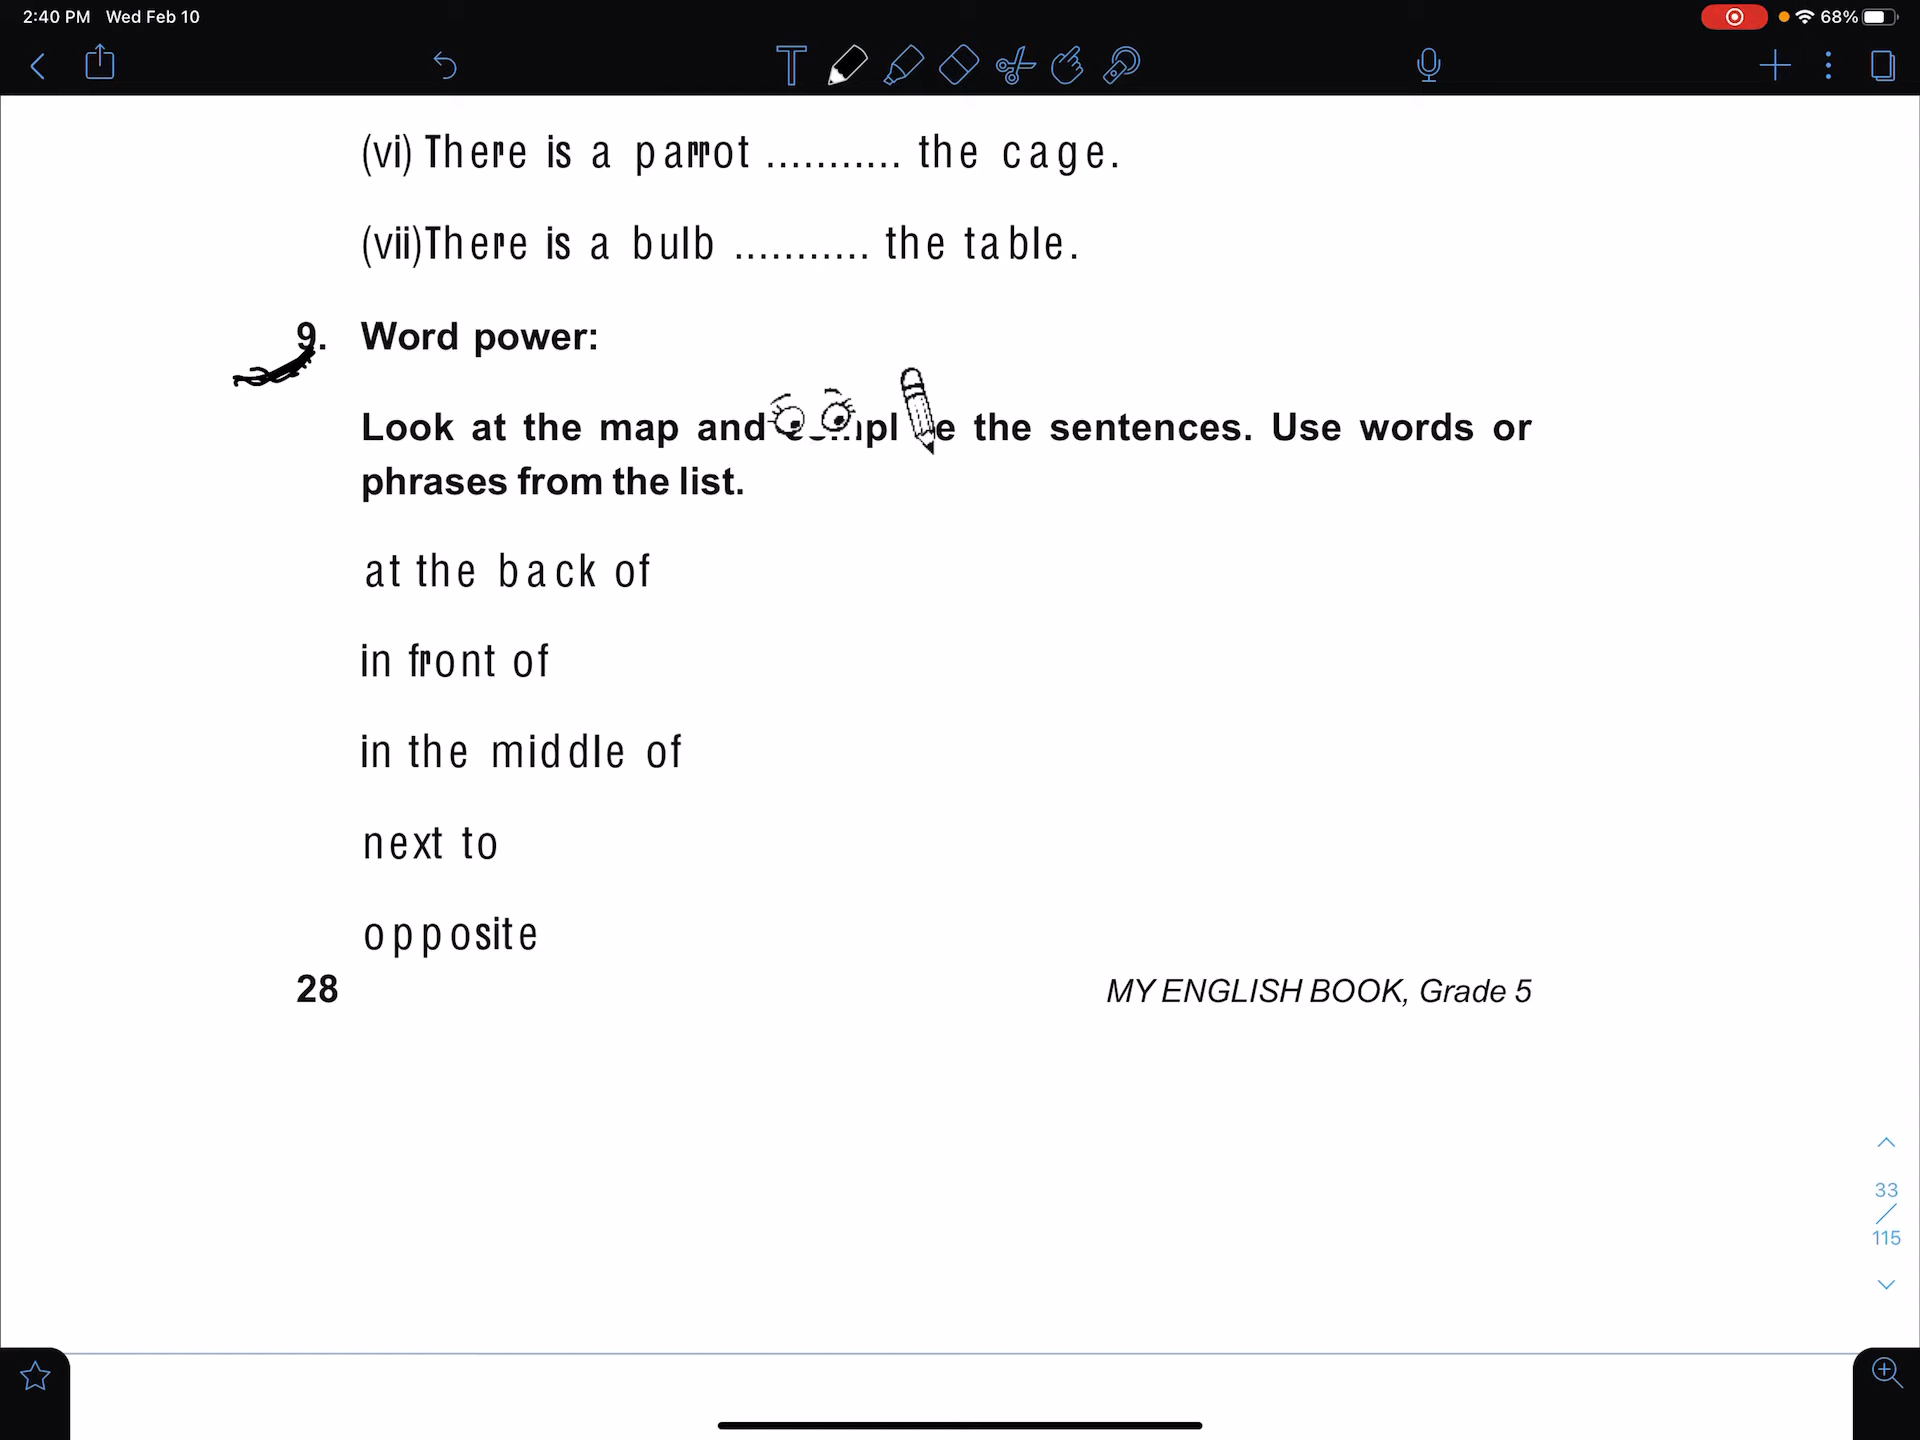 2:40 PM Wed Feb 10 68%
(vi) There is a parrot ........... the cage.
(vii)There is a bulb ........... the table.
9. Word power:
Look at the map and the sentences. Use words or
phrases from the list.
at the back of
in front of
in the middle of
next to
opposite
28 MY ENGLISH BOOK, Grade 5
33
/
115